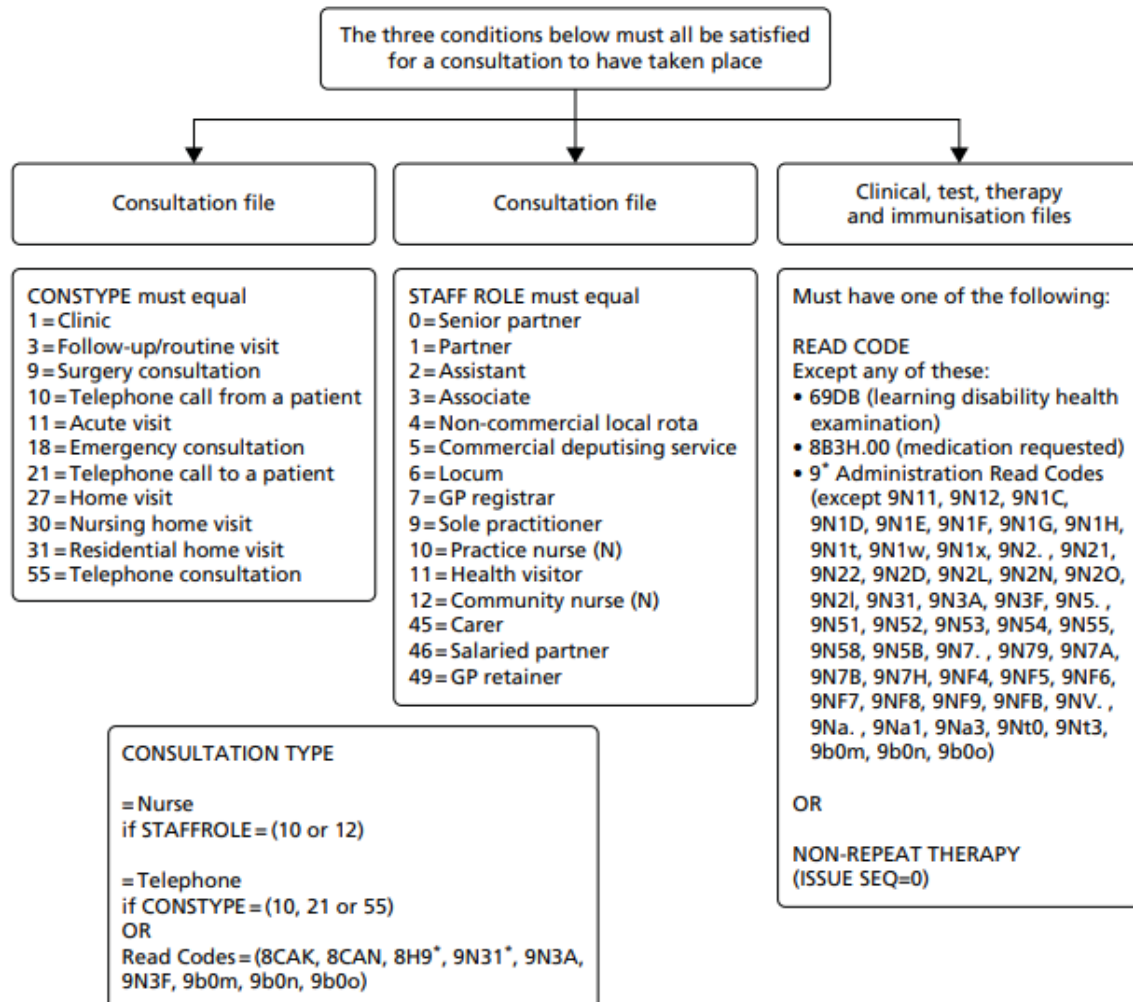 The three conditions below must all be satisfied
for a consultation to have taken place
Consultation file
Consultation file
Clinical, test, therapy
and immunisation files
CONSTYPE must equal
1=Clinic
3=Follow-up/routine visit
9=Surgery consultation
10=Telephone call from a patient
11=Acute visit
18=Emergency consultation
21=Telephone call to a patient
27=Home visit
30=Nursing home visit
31=Residential home visit
55=Telephone consultation
STAFF ROLE must equal
0=Senior partner
1=Partner
2=Assistant
3=Associate
4=Non-commercial local rota
5=Commercial deputising service
6=Locum
7=GP registrar
9=Sole practitioner
10=Practice nurse (N)
11=Health visitor
12=Community nurse (N)
45=Carer
46=Salaried partner
49=GP retainer
Must have one of the following:
READ CODE
Except any of these:
• 69DB (learning disability health
examination)
• 8B3H.00 (medication requested)
• 9* Administration Read Codes
(except 9N11, 9N12, 9N1C,
9N1D, 9N1E, 9N1F, 9N1G, 9N1H,
9N1t, 9N1w, 9N1x, 9N2. , 9N21,
9N22, 9N2D, 9N2L, 9N2N, 9N2O,
9N2l, 9N31, 9N3A, 9N3F, 9N5. ,
9N51, 9N52, 9N53, 9N54, 9N55,
9N58, 9N5B, 9N7. , 9N79, 9N7A,
9N7B, 9N7H, 9NF4, 9NF5, 9NF6,
9NF7, 9NF8, 9NF9, 9NFB, 9NV. ,
9Na. , 9Na1, 9Na3, 9Nt0, 9Nt3,
9b0m, 9b0n, 9b0o)
OR
NON-REPEAT THERAPY
(ISSUE SEQ=0)
CONSULTATION TYPE
=Nurse
if STAFFROLE=(10 or 12)
=Telephone
if CONSTYPE=(10, 21 or 55)
OR
Read Codes=(8CAK, 8CAN, 8H9*, 9N31*, 9N3A,
9N3F, 9b0m, 9b0n, 9b0o)